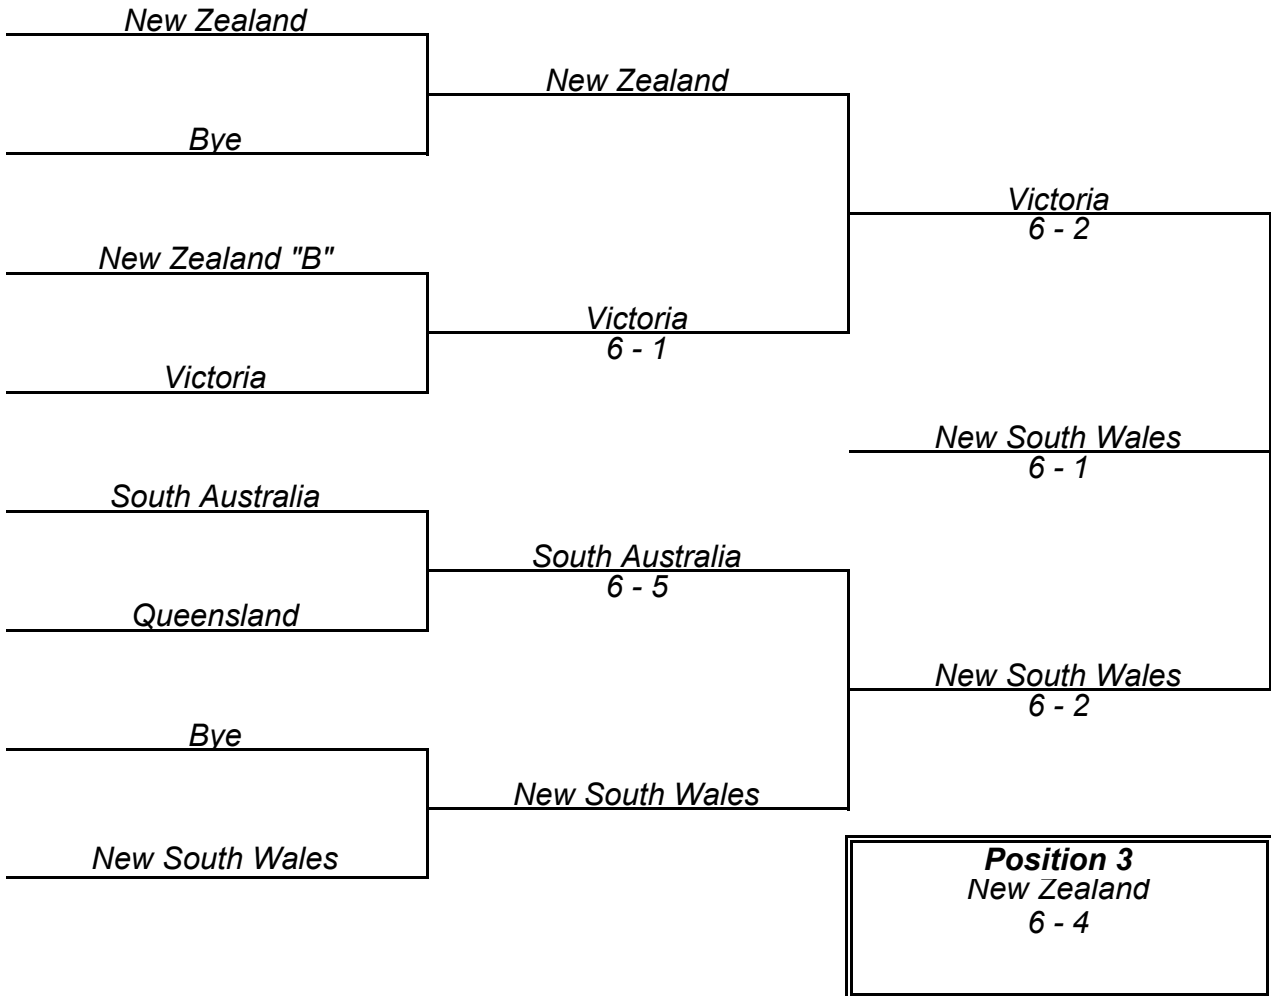 New Zealand
New Zealand
Bye
Victoria
6 - 2
New Zealand "B"
Victoria
6 - 1
Victoria
New South Wales
6 - 1
South Australia
South Australia
6 - 5
Queensland
New South Wales
6 - 2
Bye
New South Wales
New South Wales
Position 3
New Zealand
6 - 4